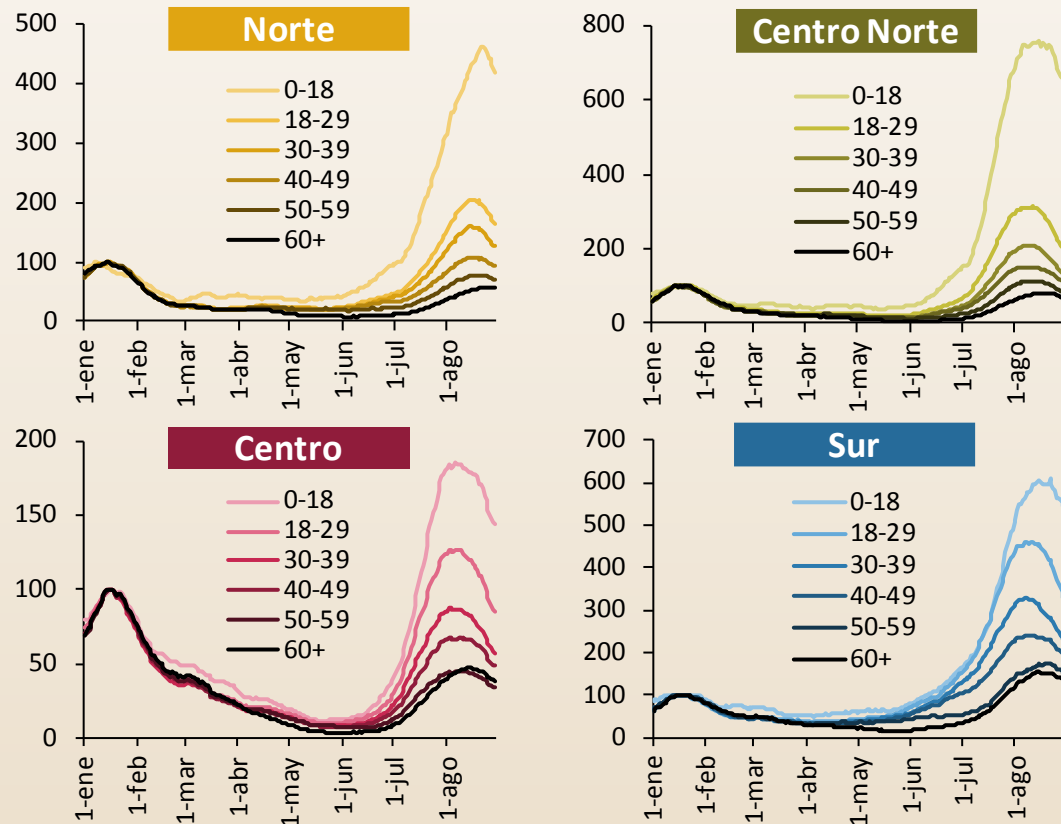 Norte
500
400
300
200
100
0
0-18
18-29
30-39
40-49
50-59
60+
1-ene
1-feb
1-mar
1-abr
1-may
1-jun
1-jul
1-ago
Centro Norte
800
600
400
200
0
0-18
18-29
30-39
40-49
50-59
60+
1-ene
1-feb
1-mar
1-abr
1-may
1-jun
1-jul
1-ago
Centro
200
150
100
50
0
0-18
18-29
30-39
40-49
50-59
60+
1-ene
1-feb
1-mar
1-abr
1-may
1-jun
1-jul
1-ago
Sur
700
600
500
400
300
200
100
0
0-18
18-29
30-39
40-49
50-59
60+
1-ene
1-feb
1-mar
1-abr
1-may
1-jun
1-jul
1-ago